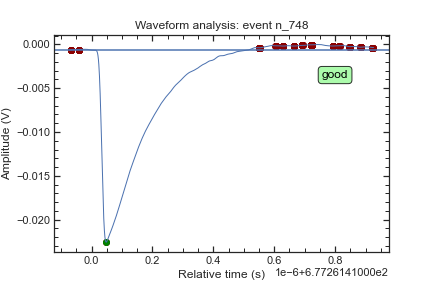 Waveform analysis: event n_748
0.000
−0.005
−0.010
−0.015
−0.020
Amplitude (V)
good
0.0 0.2 0.4 0.6 0.8
Relative time (s) 1e-6+6.7726141000e2